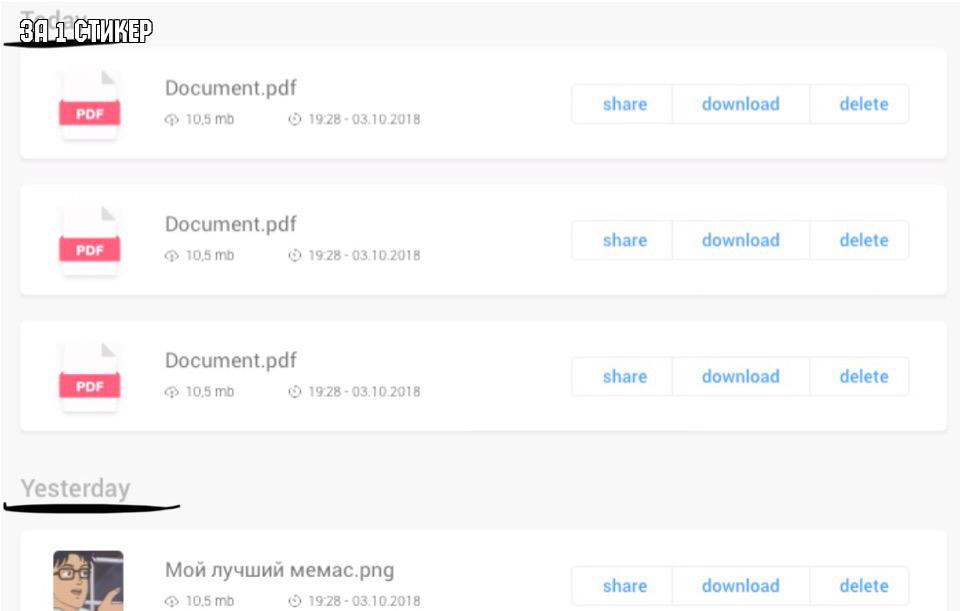 Today
ЗА 1 СТИКЕР
Document.pdf
PDF
10,5 mb 19:28 - 03.10.2018
share download delete
Document.pdf
PDF
10,5 mb 19:28 - 03.10.2018
share download delete
Document.pdf
PDF
10,5 mb 19:28 - 03.10.2018
share download delete
Yesterday
Мой лучший мемас.png
10,5 mb 19:28 - 03.10.2018
share download delete